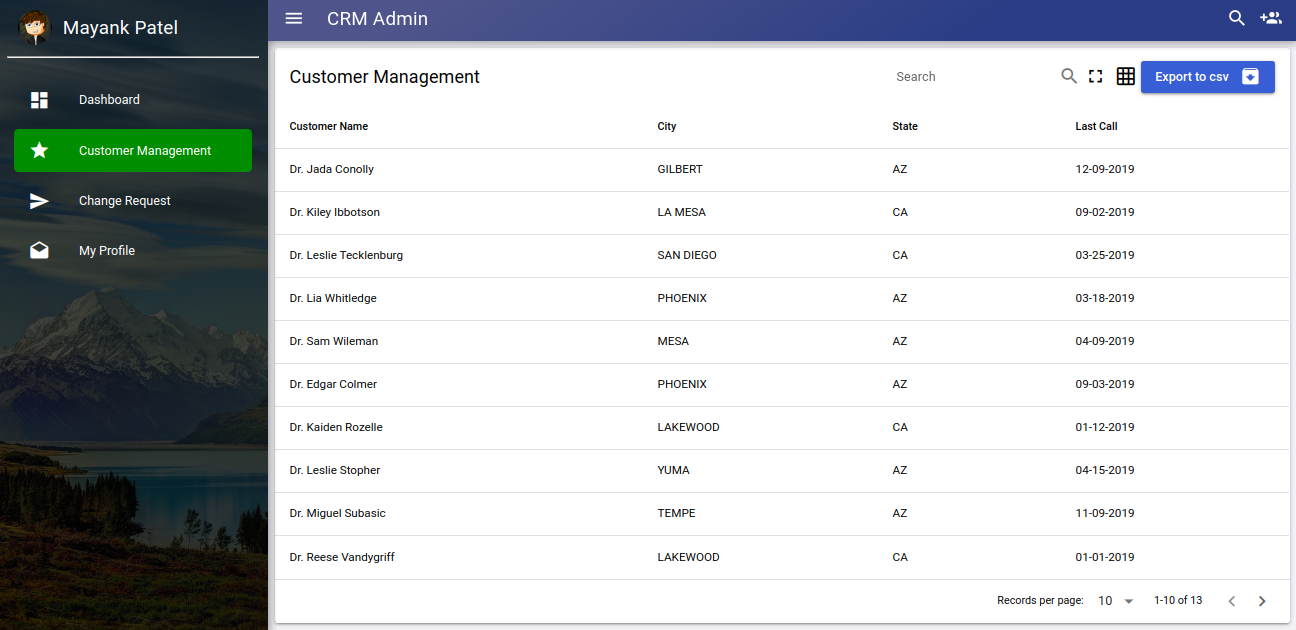 Mayank Patel
Dashboard
Customer Management
Change Request
My Profile
CRM Admin
Customer Management
Search
Export to csv
Customer Name City State Last Call
Dr. Jada Conolly GILBERT AZ 12-09-2019
Dr. Kiley Ibbotson LA MESA CA 09-02-2019
Dr. Leslie Tecklenburg SAN DIEGO CA 03-25-2019
Dr. Lia Whitledge PHOENIX AZ 03-18-2019
Dr. Sam Wileman MESA AZ 04-09-2019
Dr. Edgar Colmer PHOENIX AZ 09-03-2019
Dr. Kaiden Rozelle LAKEWOOD CA 01-12-2019
Dr. Leslie Stopher YUMA AZ 04-15-2019
Dr. Miguel Subasic TEMPE AZ 11-09-2019
Dr. Reese Vandygriff LAKEWOOD CA 01-01-2019
Records per page: 10 1-10 of 13